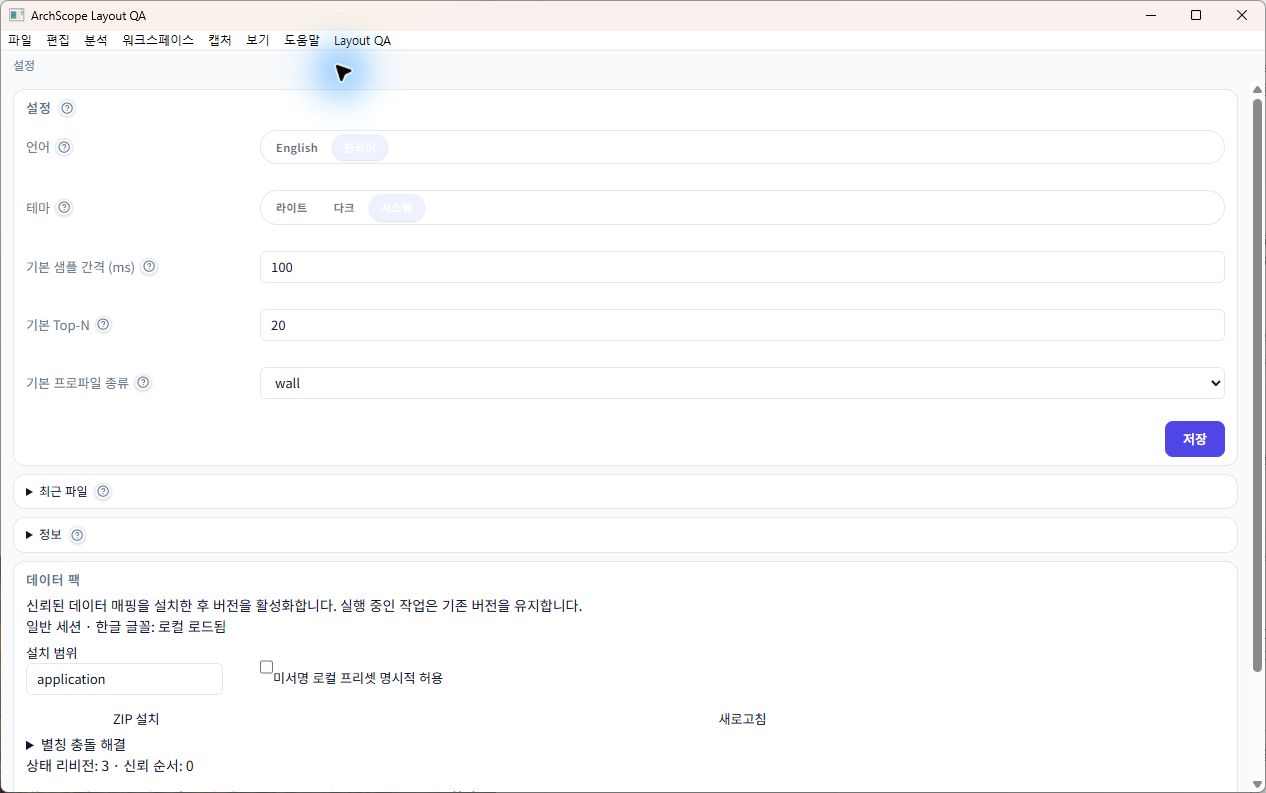 ArchScope Layout QA
파일 편집 분석 워크스페이스 캡처 보기 도움말 Layout QA
설정
설정
언어 English 한국어
테마 라이트 다크 시스템
기본 샘플 간격 (ms) 100
기본 Top-N 20
기본 프로파일 종류 wall
저장
최근 파일
정보
데이터 팩
신뢰된 데이터 매핑을 설치한 후 버전을 활성화합니다. 실행 중인 작업은 기존 버전을 유지합니다.
일반 세션 · 한글 글꼴: 로컬 로드됨
설치 범위
application 미서명 로컬 프리셋 명시적 허용
ZIP 설치 새로고침
별칭 충돌 해결
상태 리비전: 3 · 신뢰 순서: 0